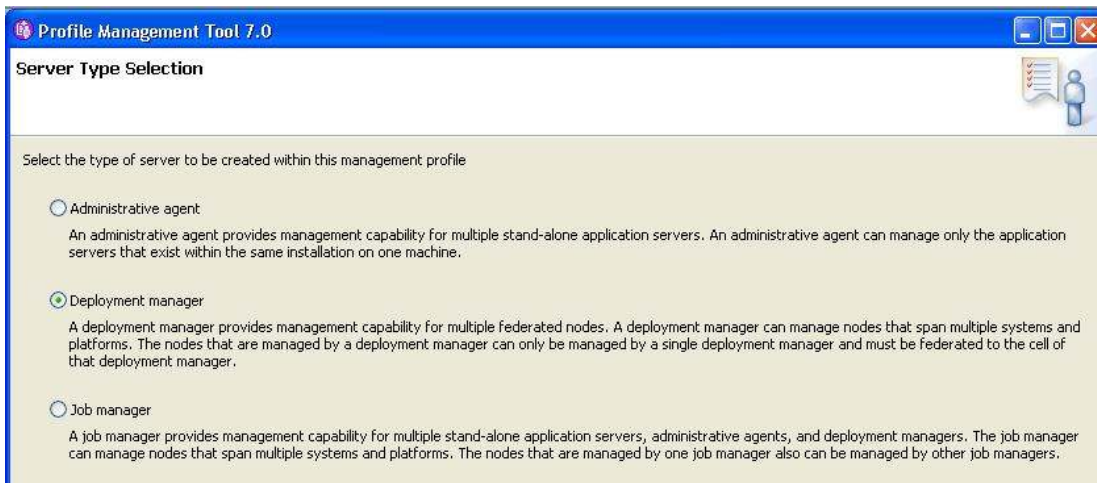 Profile Management Tool 7.0
Server Type Selection
Select the type of server to be created within this management profile
Administrative agent
An administrative agent provides management capability for multiple stand-alone application servers. An administrative agent can manage only the application
servers that exist within the same installation on one machine.
Deployment manager
A deployment manager provides management capability for multiple federated nodes. A deployment manager can manage nodes that span multiple systems and
platforms. The nodes that are managed by a deployment manager can only be managed by a single deployment manager and must be federated to the cell of
that deployment manager.
Job manager
A job manager provides management capability for multiple stand-alone application servers, administrative agents, and deployment managers. The job manager
can manage nodes that span multiple systems and platforms. The nodes that are managed by one job manager also can be managed by other job managers.